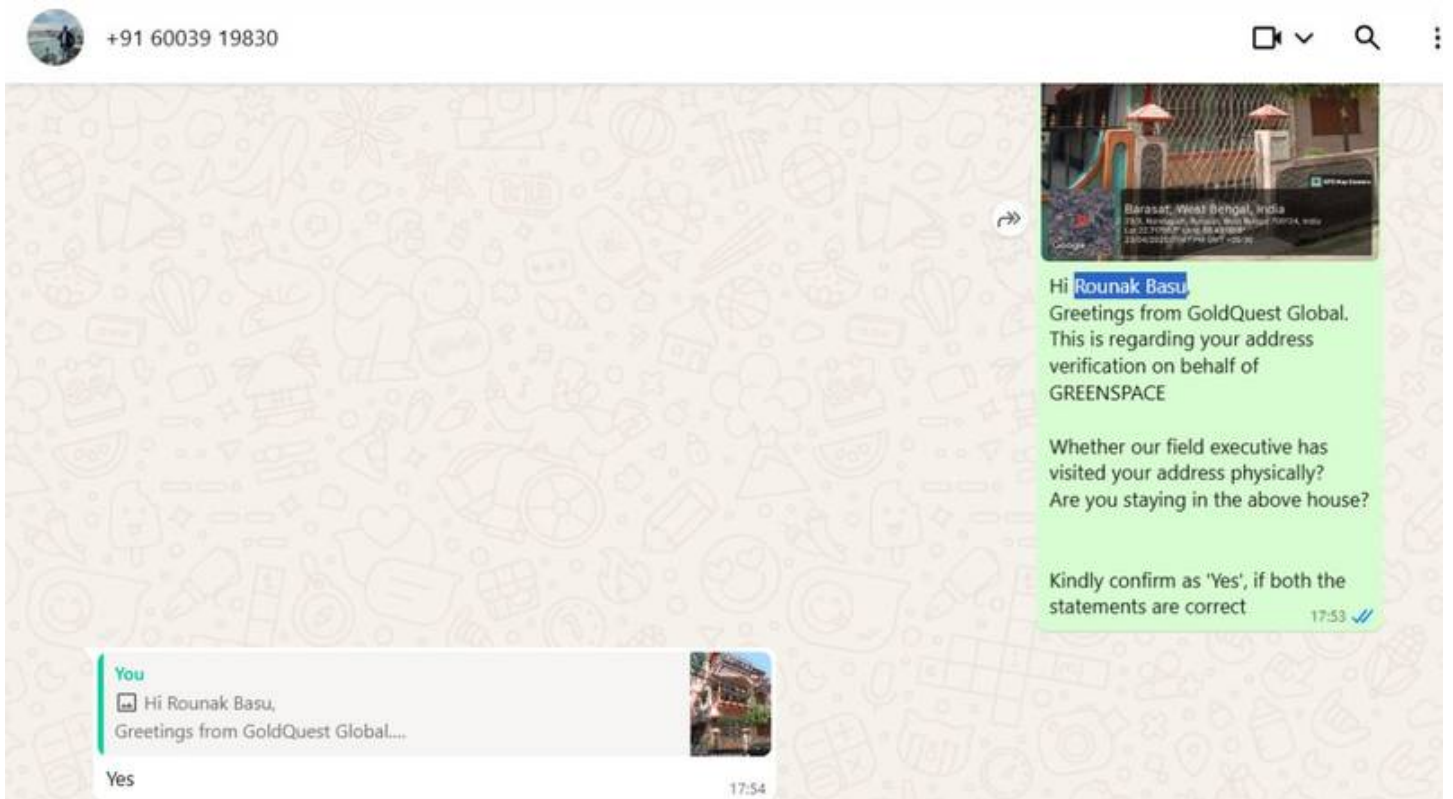 +91 60039 19830
Barasat, West Bengal, India
Google
Hi Rounak Basu,
Greetings from GoldQuest Global.
This is regarding your address
verification on behalf of
GREENSPACE
Whether our field executive has
visited your address physically?
Are you staying in the above house?
Kindly confirm as 'Yes', if both the
statements are correct
17:53
You
Hi Rounak Basu,
Greetings from GoldQuest Global....
Yes
17:54